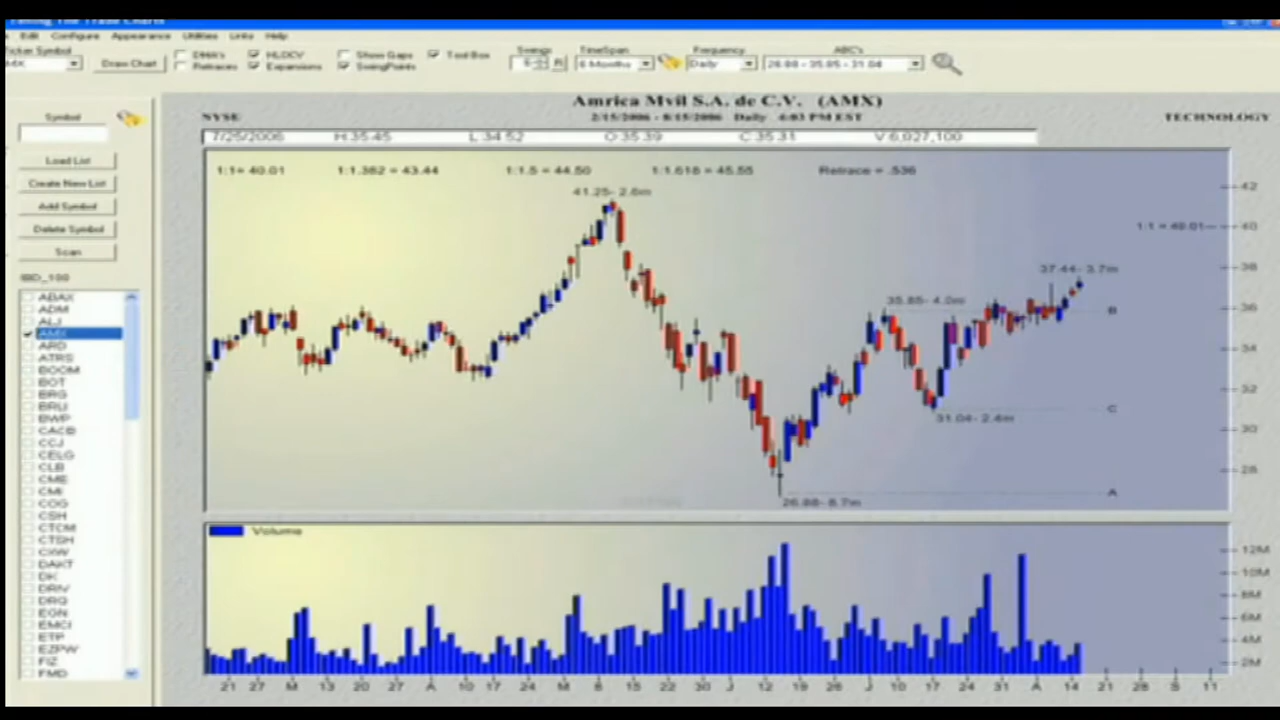 Edit Configure Appearance Utilities Links Help
Ticker Symbol
AMX
Draw Chart
DMA's
HLOCV
Show Gaps
Tool Box
Retraces
Expansions
SwingPoints
Swings
TimeSpan
Frequency
ABC's
6 Months
Daily
26.88 - 35.85 - 31.04
Amrica Mvil S.A. de C.V. (AMX)
NYSE
2/15/2006 - 8/15/2006 Daily 4:03 PM EST
TECHNOLOGY
7/25/2006 H:35.45 L:34.52 O:35.39 C:35.31 V:6,027,100
1:1= 40.01 1:1.382 = 43.44 1:1.5 = 44.50 1:1.618 = 45.55 Retrace = .536
Symbol
Load List
Create New List
Add Symbol
Delete Symbol
Scan
IBD_100
ABAX
ADM
ALJ
AMX
ARD
ATRS
BOOM
BOT
BRG
BRLI
BWP
CACB
CCJ
CELG
CLB
CME
CMI
COG
CSH
CTCM
CTSH
CXW
DAKT
DK
DRIV
DRQ
EGN
EMCI
ETP
EZPW
FIZ
FMD
41.25- 2.6m
35.85- 4.0m
37.44- 3.7m
31.04- 2.4m
26.88- 8.7m
1:1 = 40.01
B
C
A
42
40
38
36
34
32
30
28
Volume
12M
10M
8M
6M
4M
2M
21 27 M 13 20 27 A 10 17 24 M 8 15 22 30 J 12 19 26 J 10 17 24 31 A 14 21 28 S 11